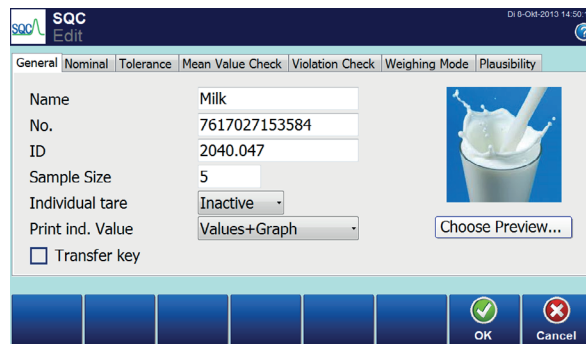 SQC
SQC
Edit
Di 8-Okt-2013 14:50:
?
General Nominal Tolerance Mean Value Check Violation Check Weighing Mode Plausibility
Name Milk
No. 7617027153584
ID 2040.047
Sample Size 5
Individual tare Inactive
Print ind. Value Values+Graph
Choose Preview...
Transfer key
OK
Cancel